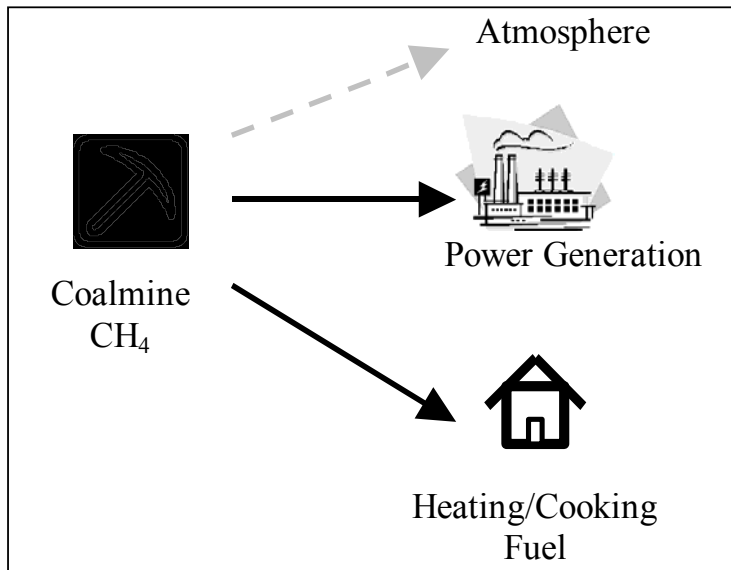 Atmosphere
Power Generation
Coalmine
CH₄
Heating/Cooking
Fuel